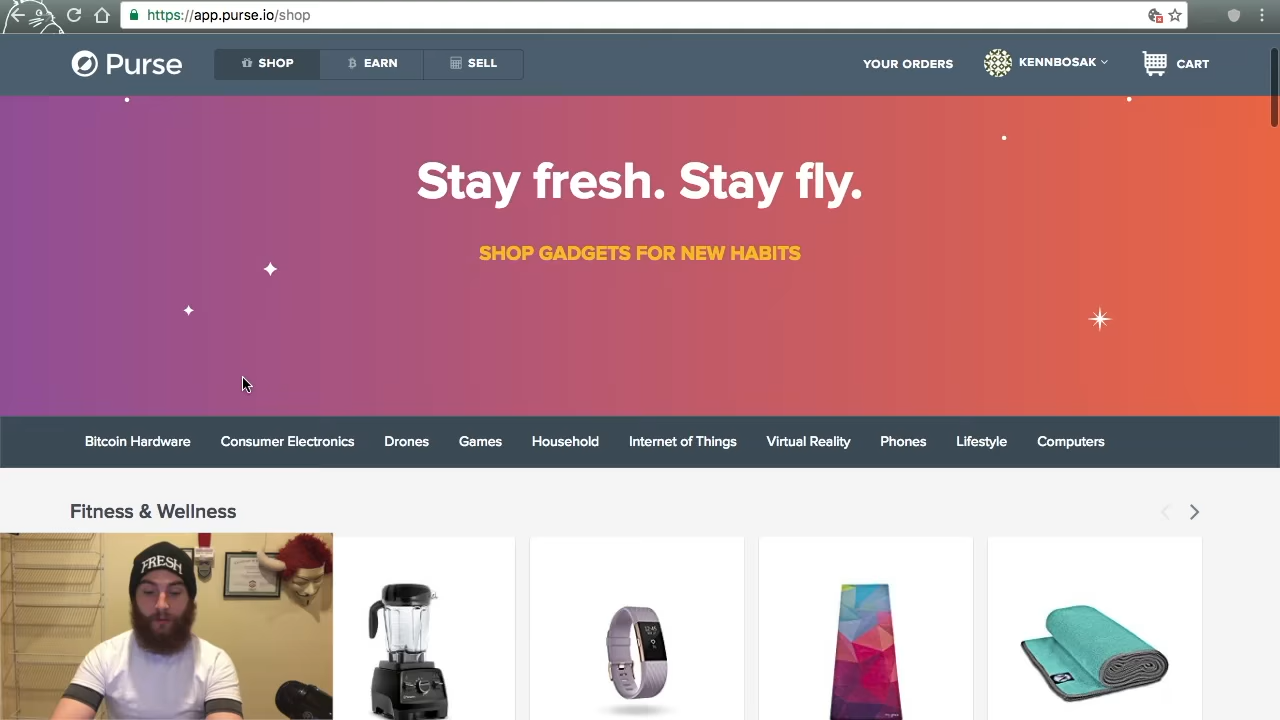 https://app.purse.io/shop
Purse
SHOP
EARN
SELL
YOUR ORDERS
KENNBOSAK
CART
Stay fresh. Stay fly.
SHOP GADGETS FOR NEW HABITS
Bitcoin Hardware
Consumer Electronics
Drones
Games
Household
Internet of Things
Virtual Reality
Phones
Lifestyle
Computers
Fitness & Wellness
FRESH